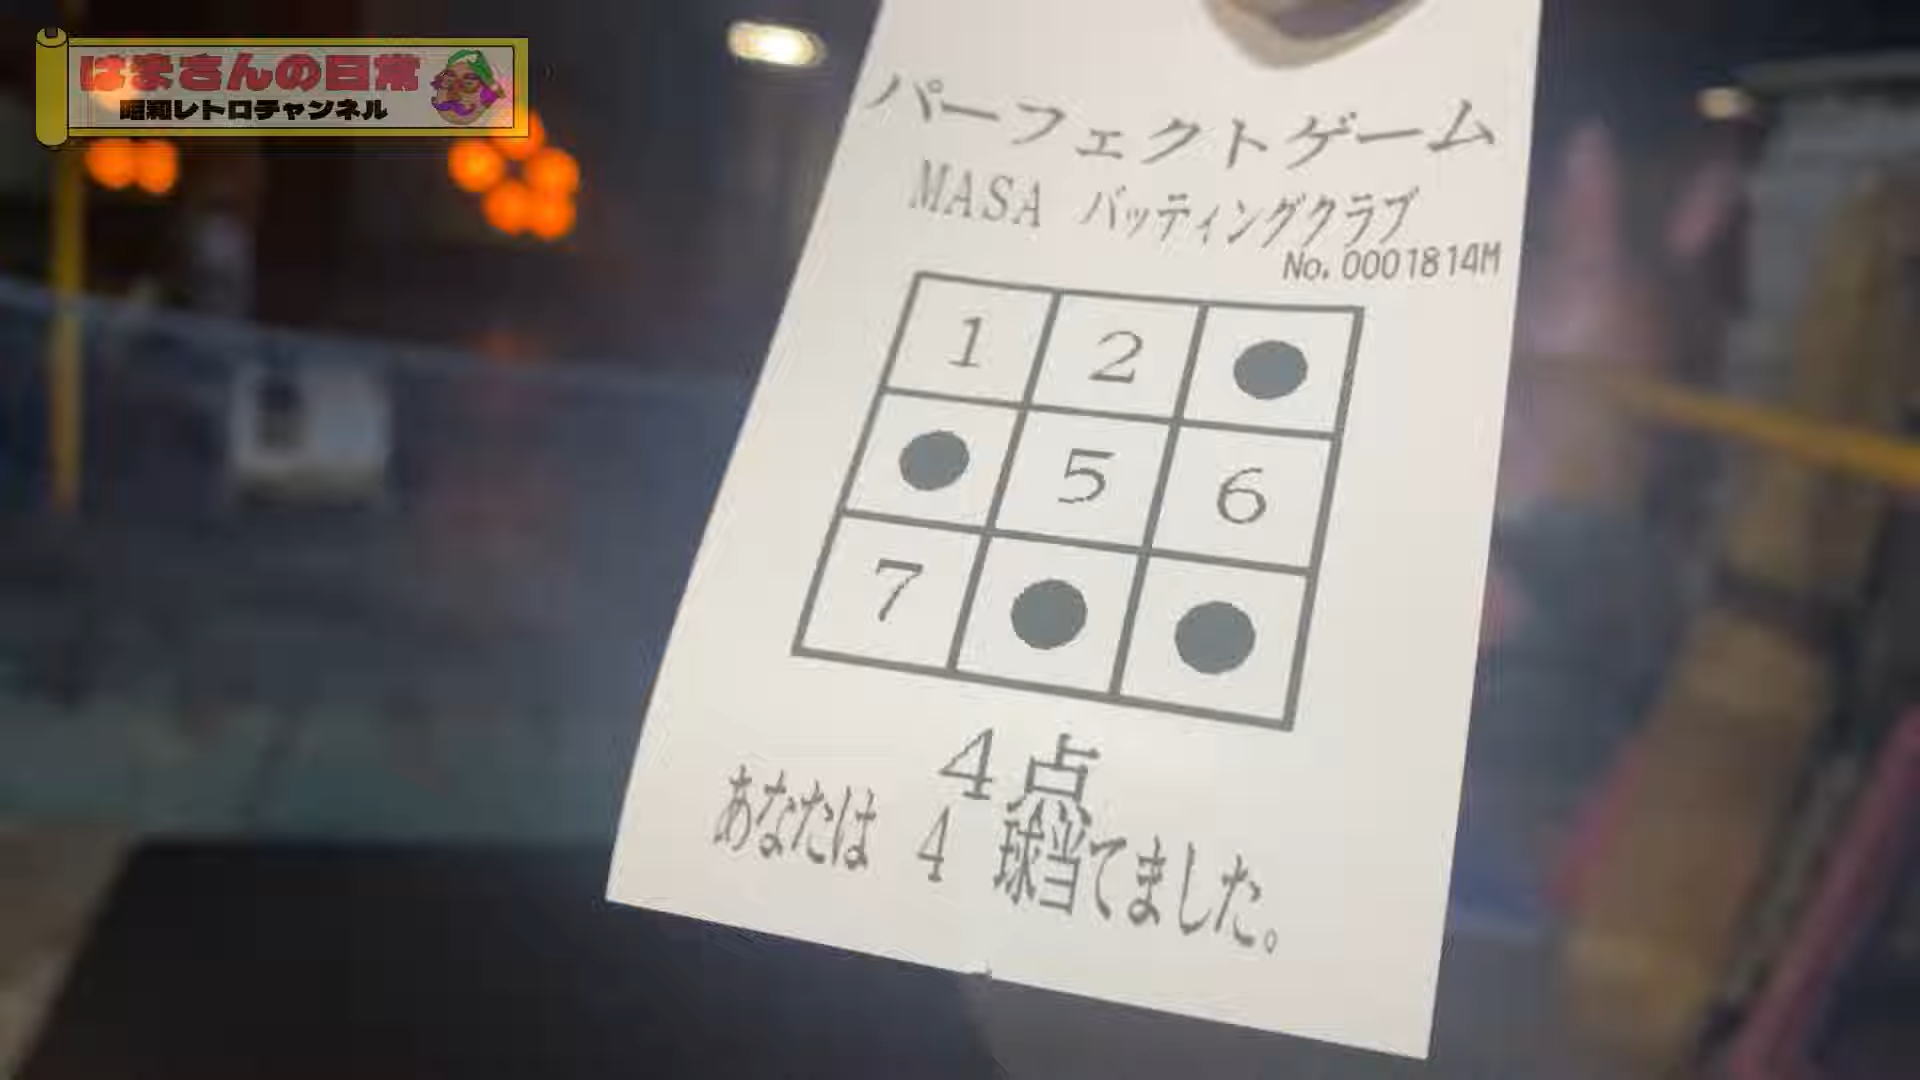 はまさんの日常
昭和レトロチャンネル
パーフェクトゲーム
MASA バッティングクラブ
No.0001814M
1 2 ●
● 5 6
7 ● ●
4点
あなたは 4 球当てました。